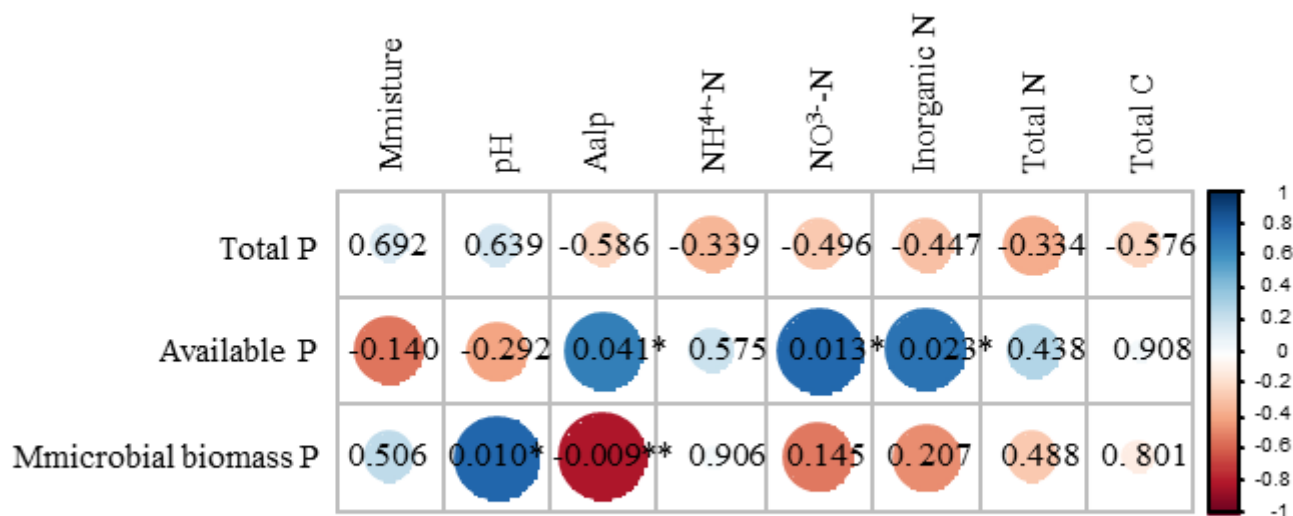 Mmisture pH Aalp NH⁴⁺-N NO³⁻-N Inorganic N Total N Total C
Total P 0.692 0.639 -0.586 -0.339 -0.496 -0.447 -0.334 -0.576
Available P -0.140 -0.292 0.041* 0.575 0.013* 0.023* 0.438 0.908
Mmicrobial biomass P 0.506 0.010* -0.009** 0.906 0.145 0.207 0.488 0.801
1
0.8
0.6
0.4
0.2
0
-0.2
-0.4
-0.6
-0.8
-1